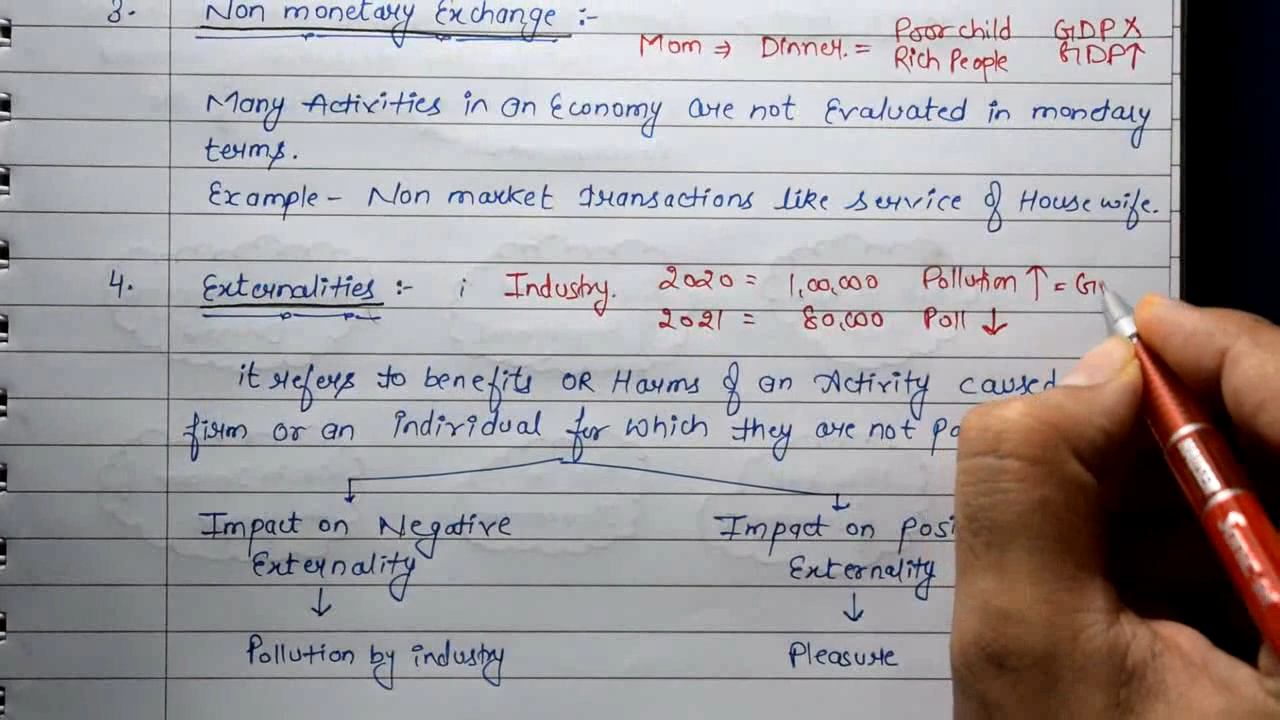 3. Non monetary Exchange :-
Mom ⇒ Dinner. = Poor child GDP X
Rich People GDP↑
Many Activities in an Economy are not Evaluated in monetary
terms.
Example - Non market transactions like service of Housewife.
4. Externalities :- ; Industry. 2020 = 1,00,000 Pollution ↑ =
2021 = 80,000 Poll ↓
it refers to benefits OR Harms of an Activity caused
firm or an individual for which they are not
Impact on Negative
Externality
↓
Pollution by industry
Impact on
Externality
↓
Pleasure